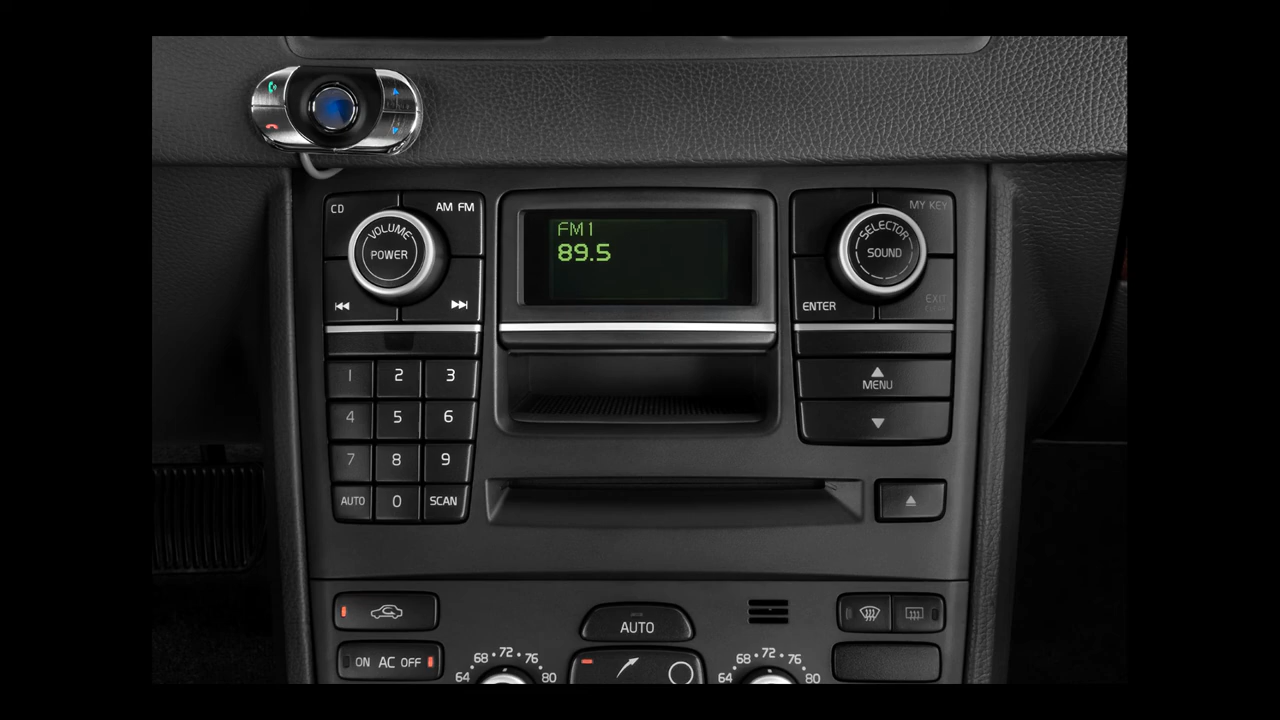 CD
AM FM
VOLUME
POWER
FM1
89.5
MY KEY
SELECTOR
SOUND
ENTER
EXIT
1 2 3
4 5 6
7 8 9
AUTO 0 SCAN
MENU
AUTO
ON AC OFF
64 68 72 76 80
64 68 72 76 80